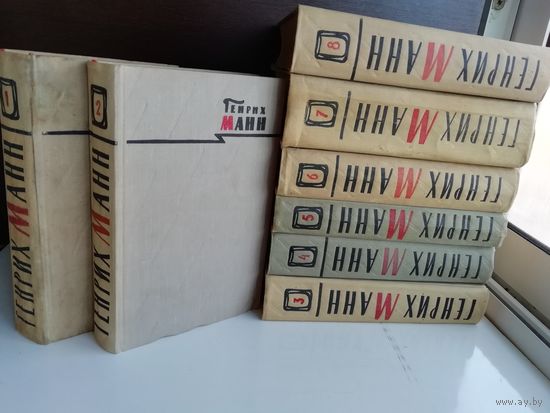 1
ГЕНРИХ МАНН
2
ГЕНРИХ МАНН
ГЕНРИХ
МАНН
8
ГЕНРИХ МАНН
7
ГЕНРИХ МАНН
6
ГЕНРИХ МАНН
5
ГЕНРИХ МАНН
4
ГЕНРИХ МАНН
3
ГЕНРИХ МАНН
© www.ay.by